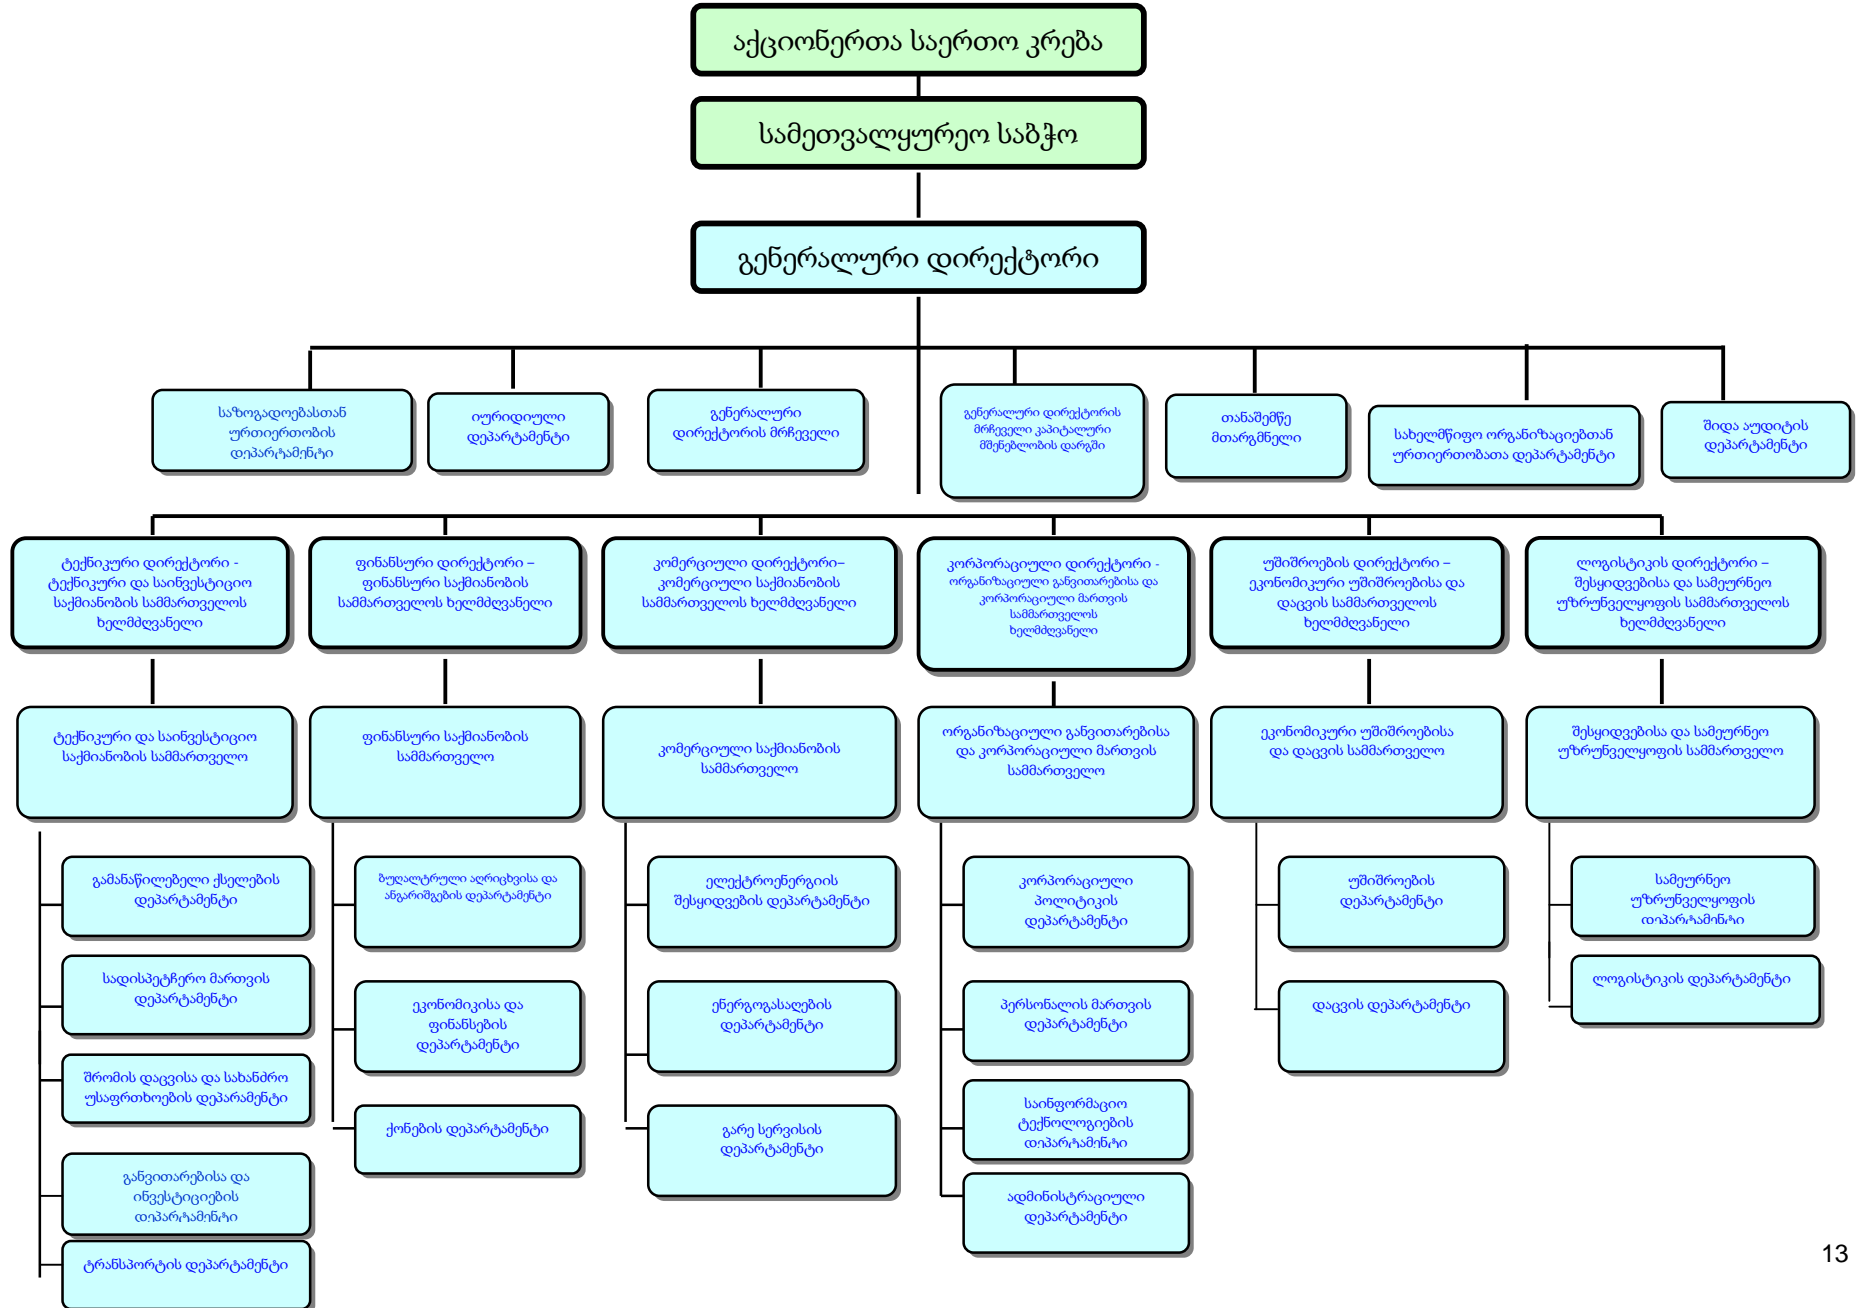 აქციონერთა საერთო კრება
სამეთვალყურეო საბჭო
გენერალური დირექტორი
საზოგადოებასთან
ურთიერთობის
დეპარტამენტი
იურიდიული
დეპარტამენტი
გენერალური
დირექტორის მრჩეველი
გენერალური დირექტორის
მრჩეველი კაპიტალური
მშენებლობის დარგში
თანაშემწე
მთარგმნელი
სახელმწიფო ორგანიზაციებთან
ურთიერთობათა დეპარტამენტი
შიდა აუდიტის
დეპარტამენტი
ტექნიკური დირექტორი -
ტექნიკური და საინვესტიციო
საქმიანობის სამმართველოს
ხელმძღვანელი
ფინანსური დირექტორი –
ფინანსური საქმიანობის
სამმართველოს ხელმძღვანელი
კომერციული დირექტორი–
კომერციული საქმიანობის
სამმართველოს ხელმძღვანელი
კორპორაციული დირექტორი -
ორგანიზაციული განვითარებისა და
კორპორაციული მართვის
სამმართველოს
ხელმძღვანელი
უშიშროების დირექტორი –
ეკონომიკური უშიშროებისა და
დაცვის სამმართველოს
ხელმძღვანელი
ლოგისტიკის დირექტორი –
შესყიდვებისა და სამეურნეო
უზრუნველყოფის სამმართველოს
ხელმძღვანელი
ტექნიკური და საინვესტიციო
საქმიანობის სამმართველო
ფინანსური საქმიანობის
სამმართველო
კომერციული საქმიანობის
სამმართველო
ორგანიზაციული განვითარებისა
და კორპორაციული მართვის
სამმართველო
ეკონომიკური უშიშროებისა
და დაცვის სამმართველო
შესყიდვებისა და სამეურნეო
უზრუნველყოფის სამმართველო
გამანაწილებელი ქსელების
დეპარტამენტი
სადისპეტჩერო მართვის
დეპარტამენტი
შრომის დაცვისა და სახანძრო
უსაფრთხოების დეპარამენტი
განვითარებისა და
ინვესტიციების
დეპარტამენტი
ტრანსპორტის დეპარტამენტი
ბუღალტრული აღრიცხვისა და
ანგარიშგების დეპარტამენტი
ეკონომიკისა და
ფინანსების
დეპარტამენტი
ქონების დეპარტამენტი
ელექტროენერგიის
შესყიდვების დეპარტამენტი
ენერგოგასაღების
დეპარტამენტი
გარე სერვისის
დეპარტამენტი
კორპორაციული
პოლიტიკის
დეპარტამენტი
პერსონალის მართვის
დეპარტამენტი
საინფორმაციო
ტექნოლოგიების
დეპარტამენტი
ადმინისტრაციული
დეპარტამენტი
უშიშროების
დეპარტამენტი
დაცვის დეპარტამენტი
სამეურნეო
უზრუნველყოფის
დეპარტამენტი
ლოგისტიკის დეპარტამენტი
13